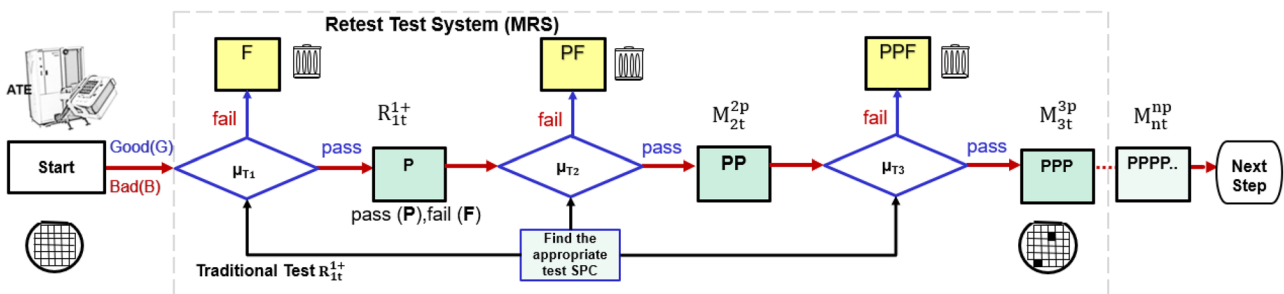 Retest Test System (MRS)
F
PF
PPF
ATE
fail
R₁ₜ¹⁺
fail
M₂ₜ²ᵖ
fail
M₃ₜ³ᵖ
Mₙₜⁿᵖ
Start
Good(G)
Bad(B)
μT1
pass
P
μT2
pass
PP
μT3
pass
PPP
PPPP..
Next
Step
pass (P),fail (F)
Find the
appropriate
test SPC
Traditional Test R₁ₜ¹⁺